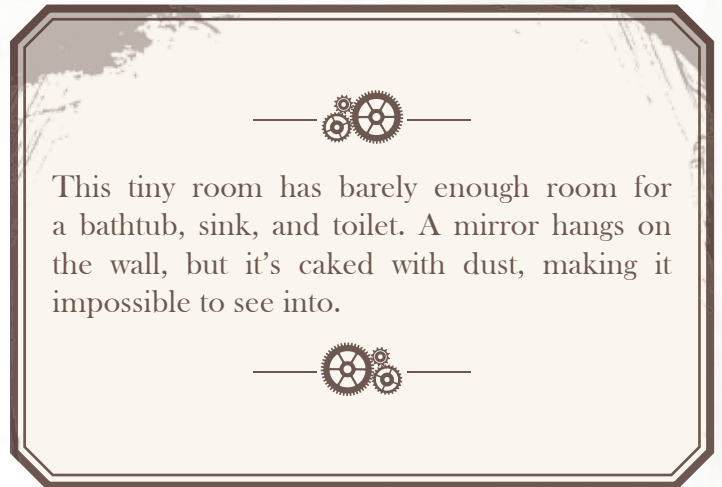 This tiny room has barely enough room for
a bathtub, sink, and toilet. A mirror hangs on
the wall, but it’s caked with dust, making it
impossible to see into.